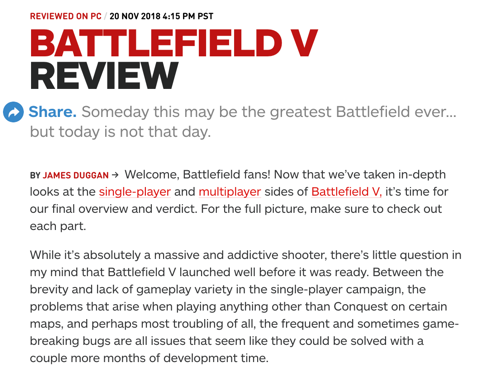 REVIEWED ON PC / 20 NOV 2018 4:15 PM PST
BATTLEFIELD V
REVIEW
Share. Someday this may be the greatest Battlefield ever...
but today is not that day.
BY JAMES DUGGAN → Welcome, Battlefield fans! Now that we've taken in-depth
looks at the single-player and multiplayer sides of Battlefield V, it's time for
our final overview and verdict. For the full picture, make sure to check out
each part.
While it's absolutely a massive and addictive shooter, there's little question in
my mind that Battlefield V launched well before it was ready. Between the
brevity and lack of gameplay variety in the single-player campaign, the
problems that arise when playing anything other than Conquest on certain
maps, and perhaps most troubling of all, the frequent and sometimes game-
breaking bugs are all issues that seem like they could be solved with a
couple more months of development time.